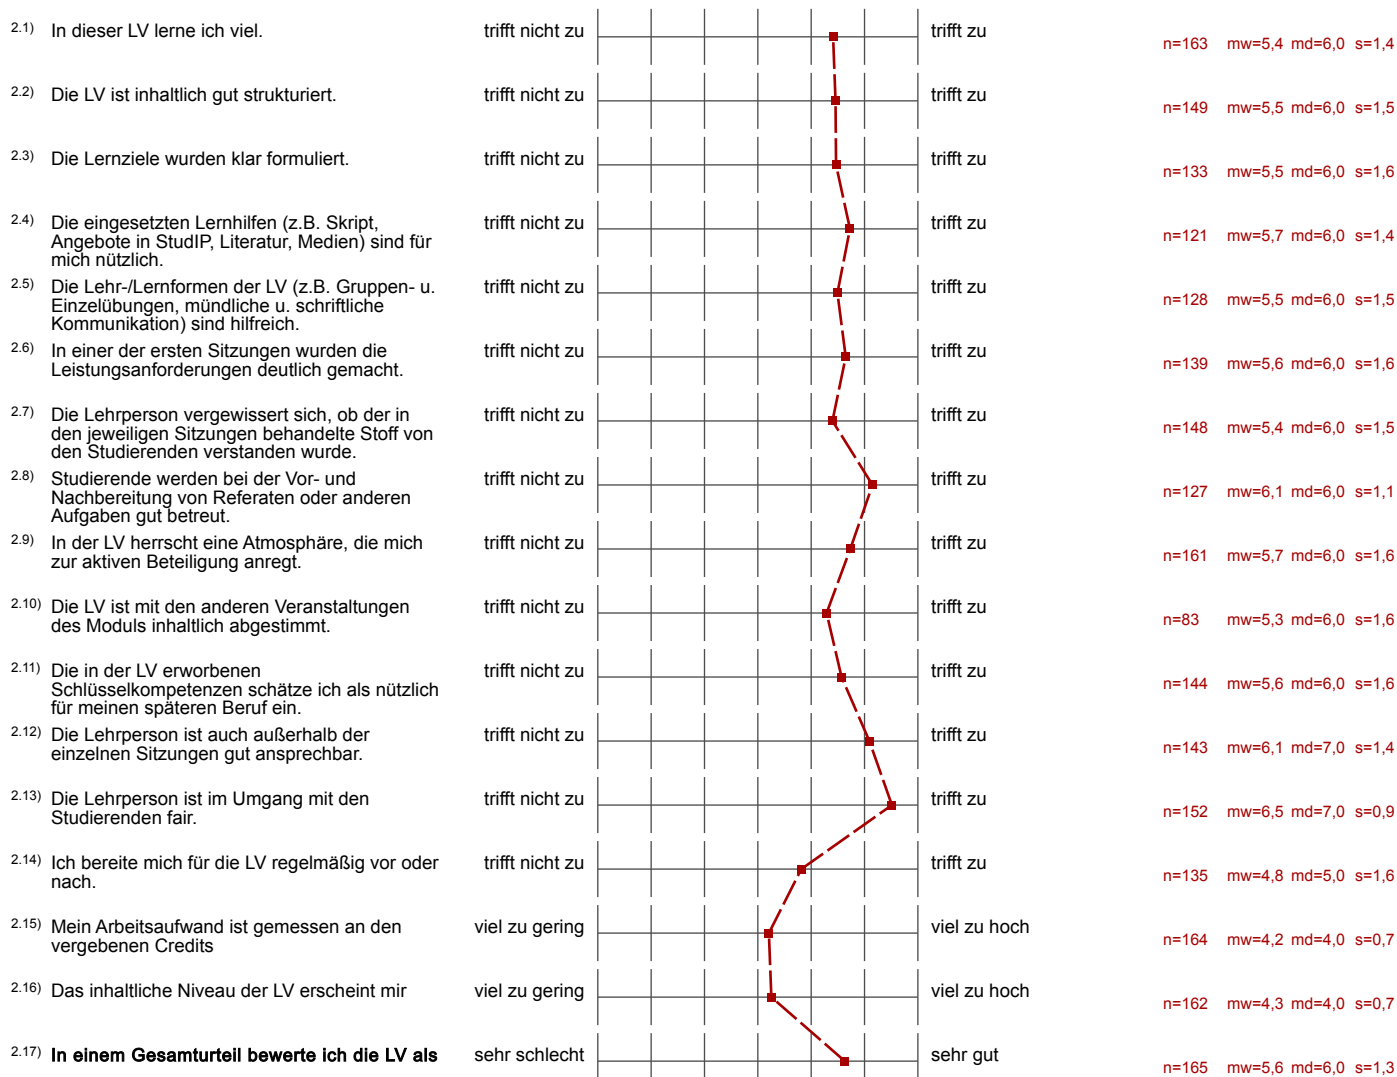 2.1) In dieser LV lerne ich viel. trifft nicht zu trifft zu n=163 mw=5,4 md=6,0 s=1,4
2.2) Die LV ist inhaltlich gut strukturiert. trifft nicht zu trifft zu n=149 mw=5,5 md=6,0 s=1,5
2.3) Die Lernziele wurden klar formuliert. trifft nicht zu trifft zu n=133 mw=5,5 md=6,0 s=1,6
2.4) Die eingesetzten Lernhilfen (z.B. Skript, trifft nicht zu trifft zu
Angebote in StudIP, Literatur, Medien) sind für n=121 mw=5,7 md=6,0 s=1,4
mich nützlich.
2.5) Die Lehr-/Lernformen der LV (z.B. Gruppen- u. trifft nicht zu trifft zu
Einzelübungen, mündliche u. schriftliche n=128 mw=5,5 md=6,0 s=1,5
Kommunikation) sind hilfreich.
2.6) In einer der ersten Sitzungen wurden die trifft nicht zu trifft zu
Leistungsanforderungen deutlich gemacht. n=139 mw=5,6 md=6,0 s=1,6
2.7) Die Lehrperson vergewissert sich, ob der in trifft nicht zu trifft zu
den jeweiligen Sitzungen behandelte Stoff von n=148 mw=5,4 md=6,0 s=1,5
den Studierenden verstanden wurde.
2.8) Studierende werden bei der Vor- und trifft nicht zu trifft zu
Nachbereitung von Referaten oder anderen n=127 mw=6,1 md=6,0 s=1,1
Aufgaben gut betreut.
2.9) In der LV herrscht eine Atmosphäre, die mich trifft nicht zu trifft zu
zur aktiven Beteiligung anregt. n=161 mw=5,7 md=6,0 s=1,6
2.10) Die LV ist mit den anderen Veranstaltungen trifft nicht zu trifft zu
des Moduls inhaltlich abgestimmt. n=83 mw=5,3 md=6,0 s=1,6
2.11) Die in der LV erworbenen trifft nicht zu trifft zu
Schlüsselkompetenzen schätze ich als nützlich n=144 mw=5,6 md=6,0 s=1,6
für meinen späteren Beruf ein.
2.12) Die Lehrperson ist auch außerhalb der trifft nicht zu trifft zu
einzelnen Sitzungen gut ansprechbar. n=143 mw=6,1 md=7,0 s=1,4
2.13) Die Lehrperson ist im Umgang mit den trifft nicht zu trifft zu
Studierenden fair. n=152 mw=6,5 md=7,0 s=0,9
2.14) Ich bereite mich für die LV regelmäßig vor oder trifft nicht zu trifft zu
nach. n=135 mw=4,8 md=5,0 s=1,6
2.15) Mein Arbeitsaufwand ist gemessen an den viel zu gering viel zu hoch
vergebenen Credits n=164 mw=4,2 md=4,0 s=0,7
2.16) Das inhaltliche Niveau der LV erscheint mir viel zu gering viel zu hoch n=162 mw=4,3 md=4,0 s=0,7
2.17) In einem Gesamturteil bewerte ich die LV als sehr schlecht sehr gut n=165 mw=5,6 md=6,0 s=1,3